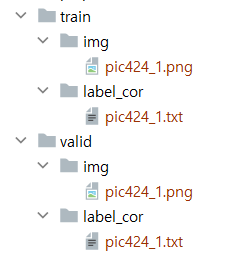 train
img
pic424_1.png
label_cor
pic424_1.txt
valid
img
pic424_1.png
label_cor
pic424_1.txt